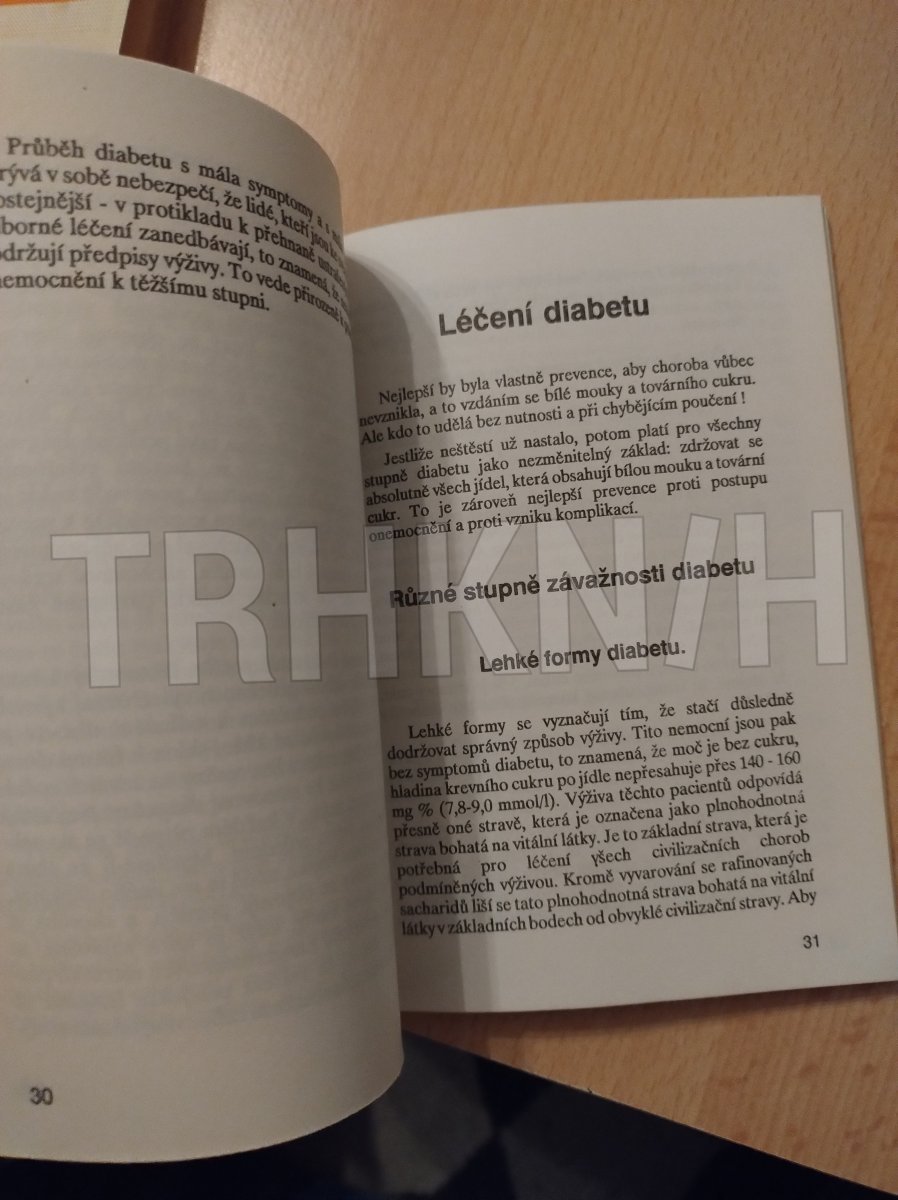 Průběh diabetu s mála symptomy a s
rývá v sobě nebezpečí, že lidé, kteří jsou
ostejnější - v protikladu k přehnaně
borné léčení zanedbávají, to znamená, že
održují předpisy výživy. To vede přirozeně k
nemocnění k těžšímu stupni.
30
Léčení diabetu
Nejlepší by byla vlastně prevence, aby choroba vůbec
nevznikla, a to vzdáním se bílé mouky a továrního cukru.
Ale kdo to udělá bez nutnosti a při chybějícím poučení !
Jestliže neštěstí už nastalo, potom platí pro všechny
stupně diabetu jako nezměnitelný základ: zdržovat se
absolutně všech jídel, která obsahují bílou mouku a tovární
cukr. To je zároveň nejlepší prevence proti postupu
onemocnění a proti vzniku komplikací.
TRHKN/H
Různé stupně závažnosti diabetu
Lehké formy diabetu.
Lehké formy se vyznačují tím, že stačí důsledně
dodržovat správný způsob výživy. Tito nemocní jsou pak
bez symptomů diabetu, to znamená, že moč je bez cukru,
hladina krevního cukru po jídle nepřesahuje přes 140 - 160
mg % (7,8-9,0 mmol/l). Výživa těchto pacientů odpovídá
přesně oné stravě, která je označena jako plnohodnotná
strava bohatá na vitální látky. Je to základní strava, která je
potřebná pro léčení všech civilizačních chorob
podmíněných výživou. Kromě vyvarování se rafinovaných
sacharidů liší se tato plnohodnotná strava bohatá na vitální
látky v základních bodech od obvyklé civilizační stravy. Aby
31